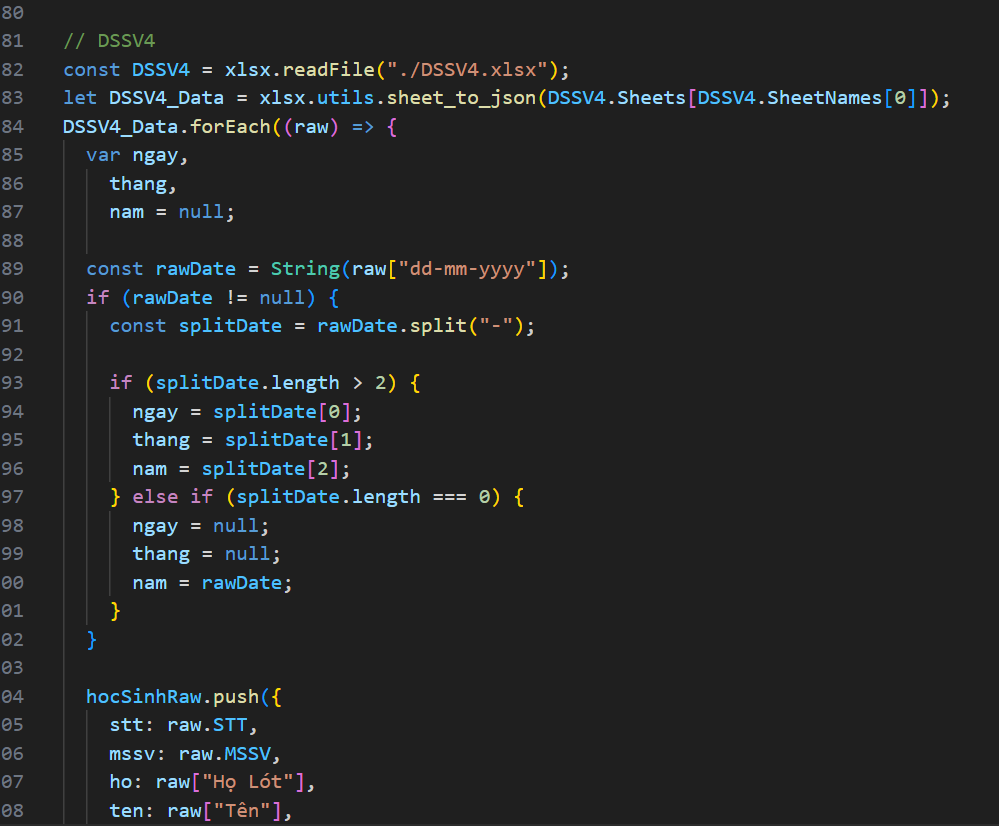 80
81 // DSSV4
82 const DSSV4 = xlsx.readFile("./DSSV4.xlsx");
83 let DSSV4_Data = xlsx.utils.sheet_to_json(DSSV4.Sheets[DSSV4.SheetNames[0]]);
84 DSSV4_Data.forEach((raw) => {
85 var ngay,
86 thang,
87 nam = null;
88
89 const rawDate = String(raw["dd-mm-yyyy"]);
90 if (rawDate != null) {
91 const splitDate = rawDate.split("-");
92
93 if (splitDate.length > 2) {
94 ngay = splitDate[0];
95 thang = splitDate[1];
96 nam = splitDate[2];
97 } else if (splitDate.length === 0) {
98 ngay = null;
99 thang = null;
00 nam = rawDate;
01 }
02 }
03
04 hocSinhRaw.push({
05 stt: raw.STT,
06 mssv: raw.MSSV,
07 ho: raw["Họ Lót"],
08 ten: raw["Tên"],